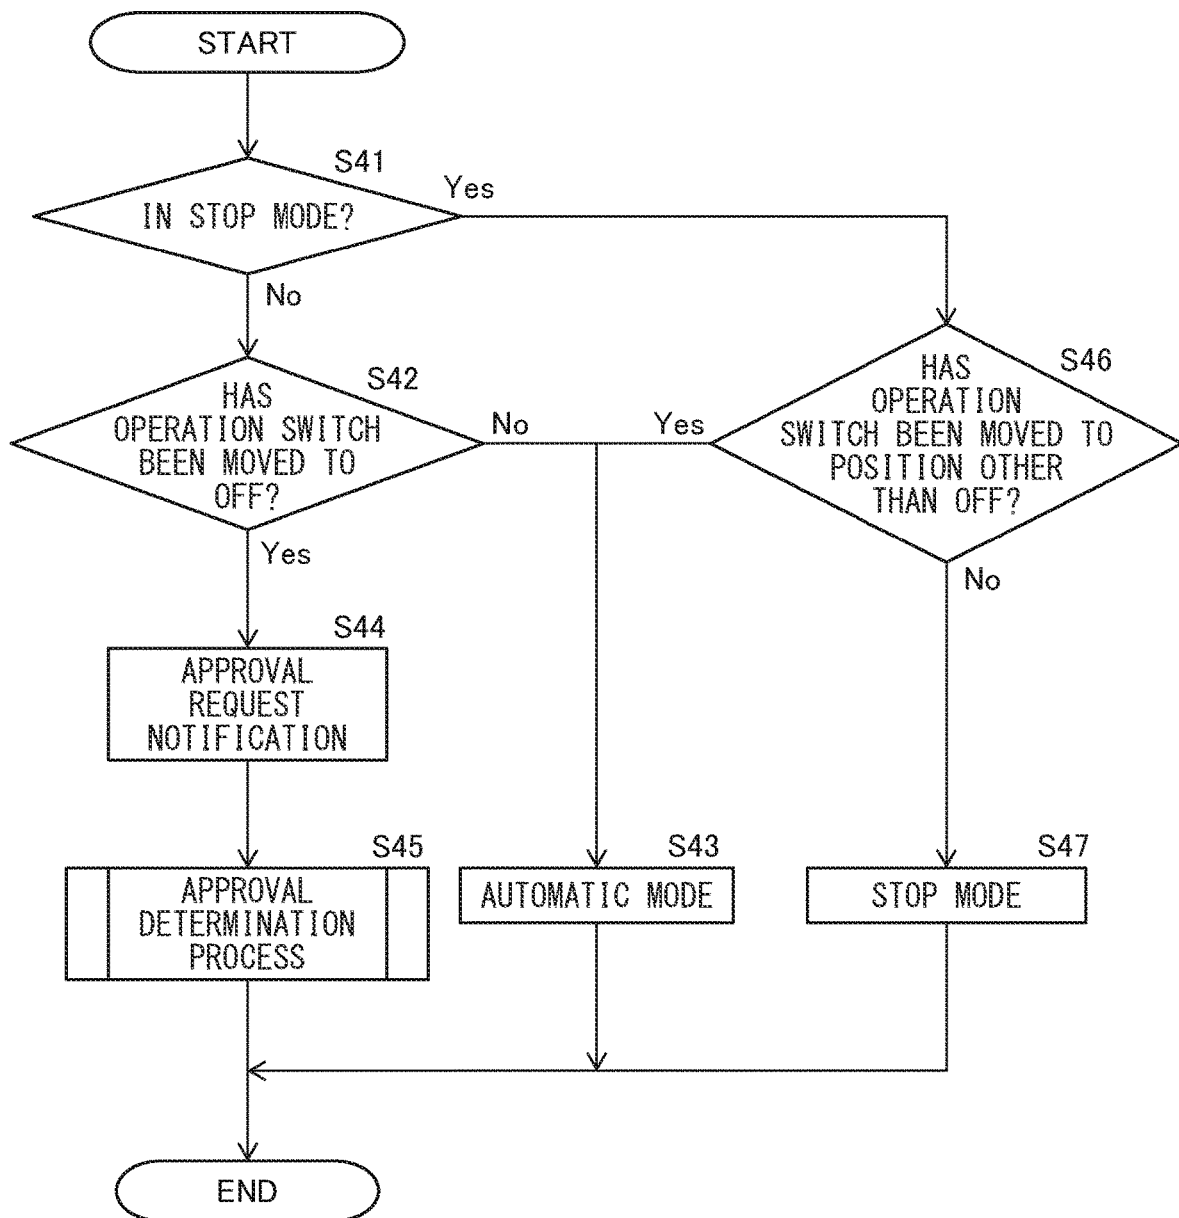 START
S41
Yes
IN STOP MODE?
No
S42
HAS
OPERATION SWITCH
BEEN MOVED TO
OFF?
No
Yes
S46
HAS
OPERATION
SWITCH BEEN MOVED TO
POSITION OTHER
THAN OFF?
Yes
No
S44
APPROVAL
REQUEST
NOTIFICATION
S45
APPROVAL
DETERMINATION
PROCESS
S43
AUTOMATIC MODE
S47
STOP MODE
END